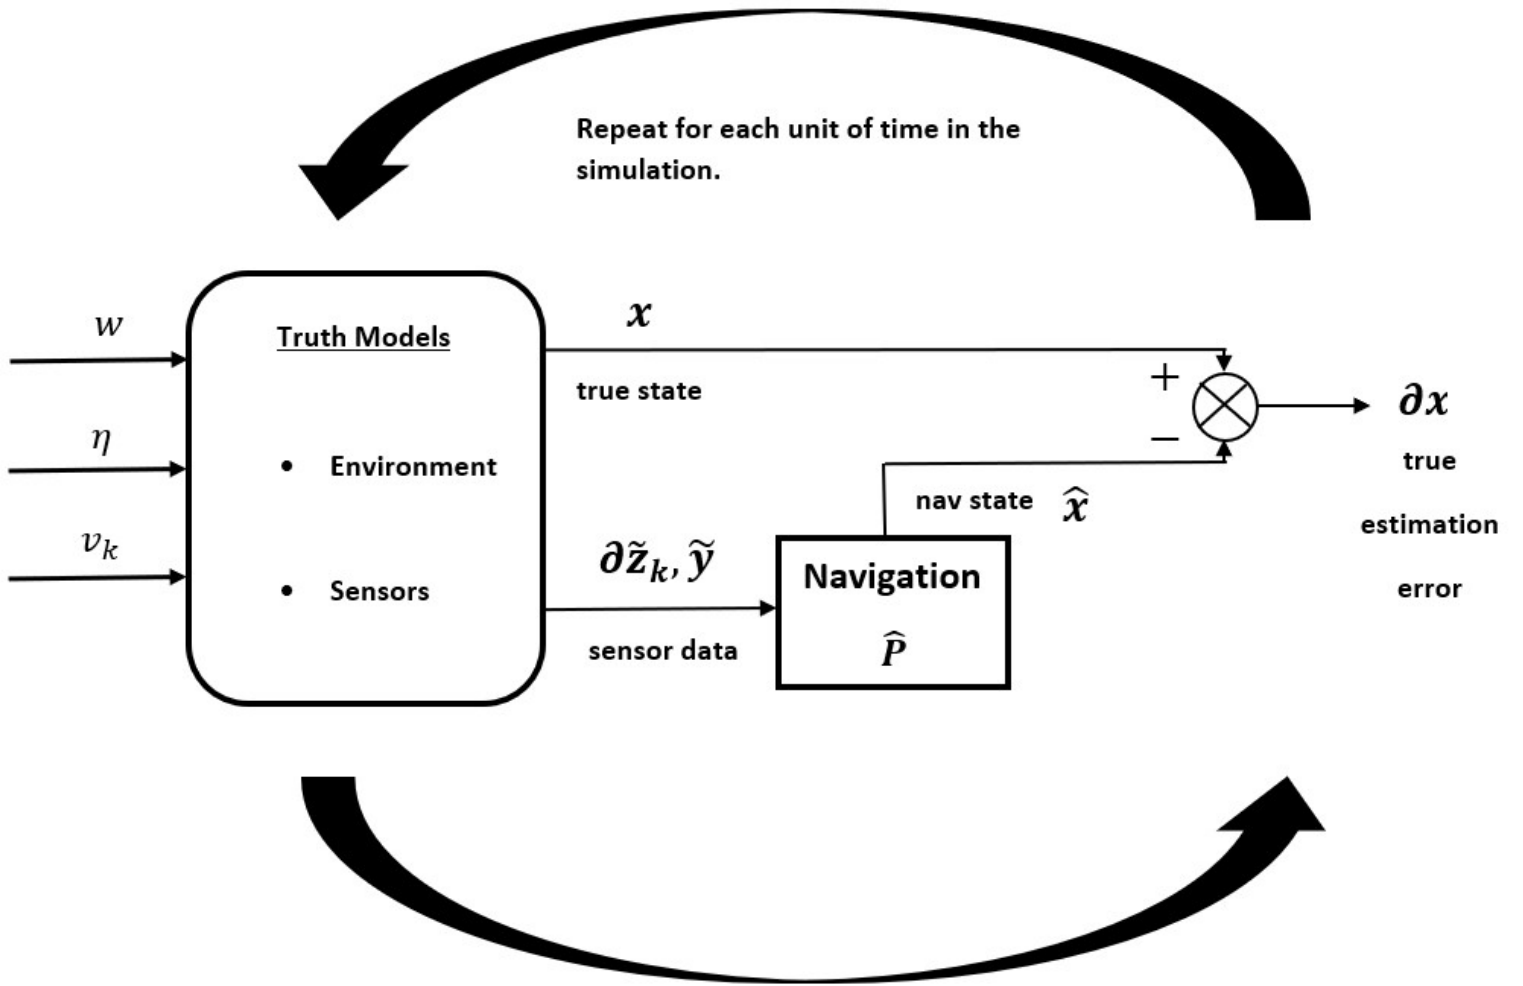 Repeat for each unit of time in the
simulation.
w
η
v_k
Truth Models
• Environment
• Sensors
x
true state
∂z̃_k, ỹ
sensor data
Navigation
P̂
nav state x̂
+
−
∂x
true
estimation
error